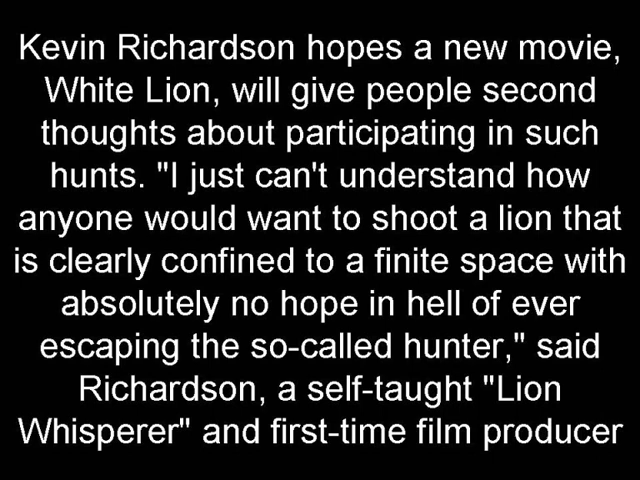 Kevin Richardson hopes a new movie,
White Lion, will give people second
thoughts about participating in such
hunts. "I just can't understand how
anyone would want to shoot a lion that
is clearly confined to a finite space with
absolutely no hope in hell of ever
escaping the so-called hunter," said
Richardson, a self-taught "Lion
Whisperer" and first-time film producer